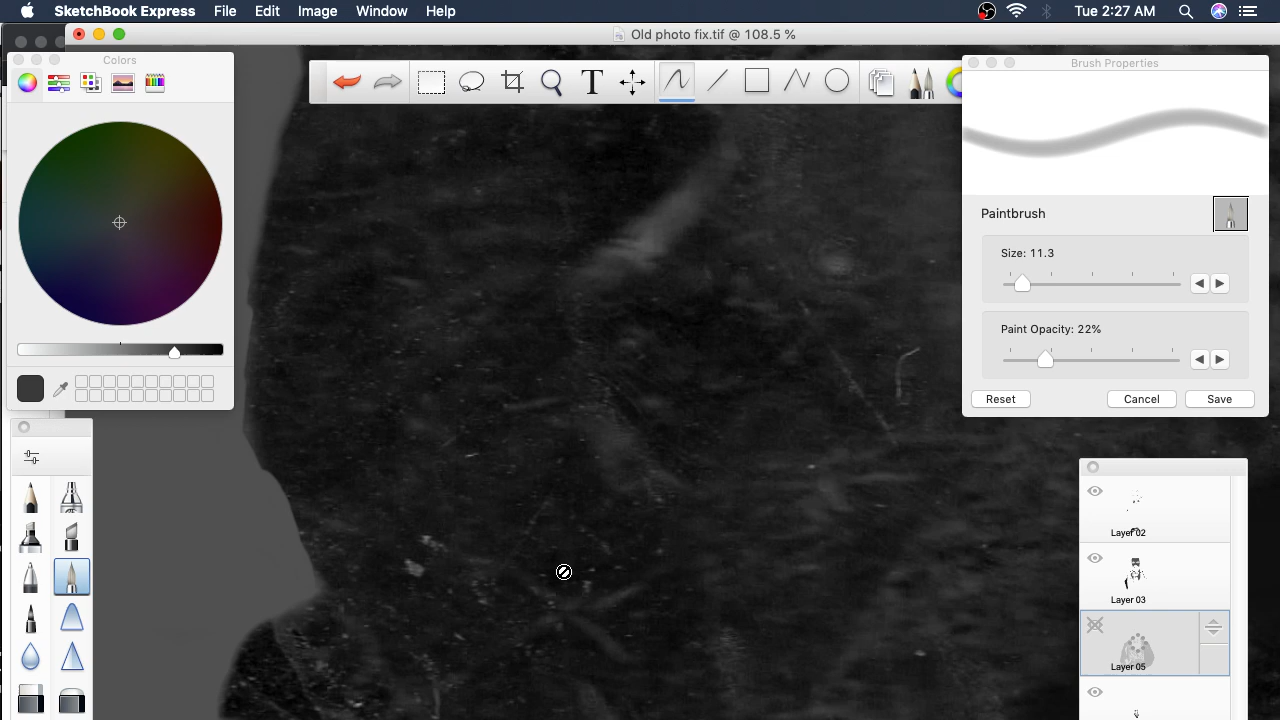 SketchBook Express File Edit Image Window Help Tue 2:27 AM
Old photo fix.tif @ 108.5 %
Colors
Brush Properties
T
Paintbrush
Size: 11.3
Paint Opacity: 22%
Reset Cancel Save
Layer 02
Layer 03
Layer 05